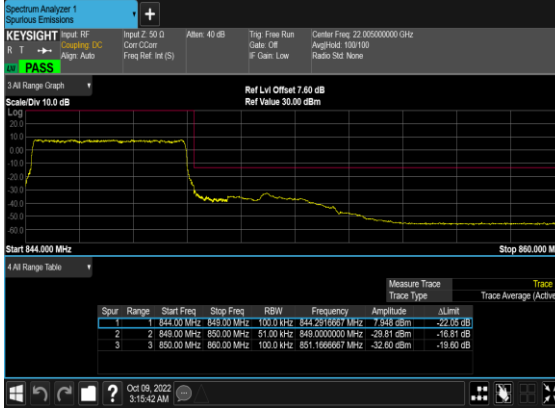 Spectrum Analyzer 1
Spurious Emissions
+
KEYSIGHT Input: RF Input Z: 50 Ω Atten: 40 dB Trig: Free Run Center Freq: 22.005000000 GHz
R T Coupling: DC Corr CCorr Gate: Off Avg|Hold: 100/100
Align: Auto Freq Ref: Int (S) IF Gain: Low Radio Std: None
PASS
3 All Range Graph
Ref Lvl Offset 7.60 dB
Scale/Div 10.0 dB Ref Value 30.00 dBm
Log
20.0
10.0
0.00
-10.0
-20.0
-30.0
-40.0
-50.0
-60.0
Start 844.000 MHz Stop 860.000 M
4 All Range Table
Measure Trace Trace
Trace Type Trace Average (Active
Spur Range Start Freq Stop Freq RBW Frequency Amplitude ΔLimit
1 1 844.00 MHz 849.00 MHz 100.0 kHz 844.2916667 MHz 7.948 dBm -22.05 dB
2 2 849.00 MHz 850.00 MHz 51.00 kHz 849.0000000 MHz -29.81 dBm -16.81 dB
3 3 850.00 MHz 860.00 MHz 100.0 kHz 851.1666667 MHz -32.60 dBm -19.60 dB
? Oct 09, 2022
3:15:42 AM